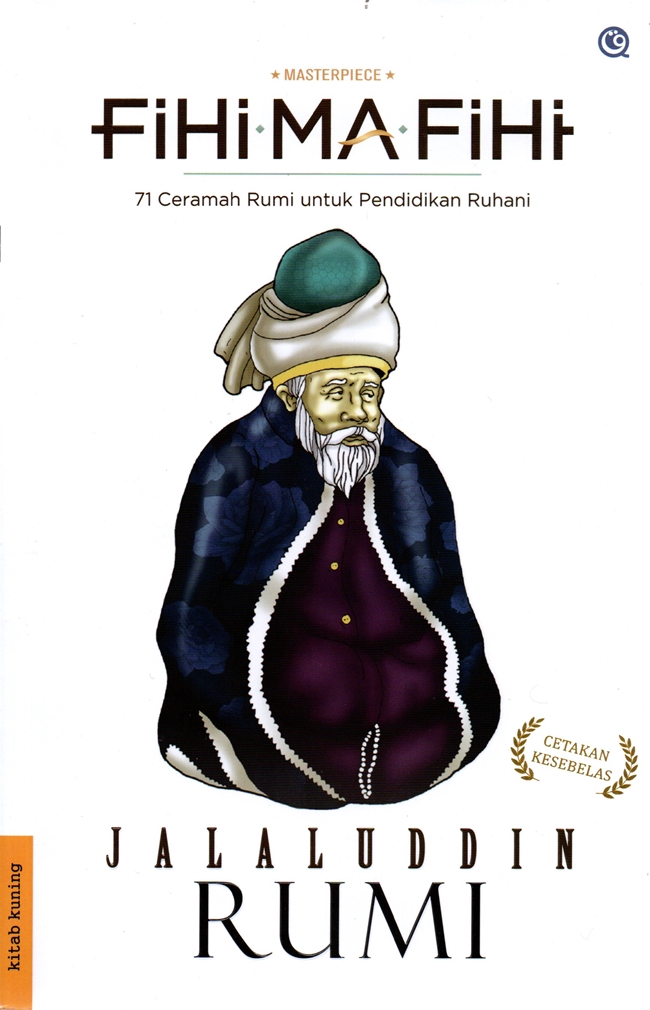 MASTERPIECE
FiHi·MA·FiHi
71 Ceramah Rumi untuk Pendidikan Ruhani
CETAKAN
KESEBELAS
JALALUDDIN
RUMI
kitab kuning